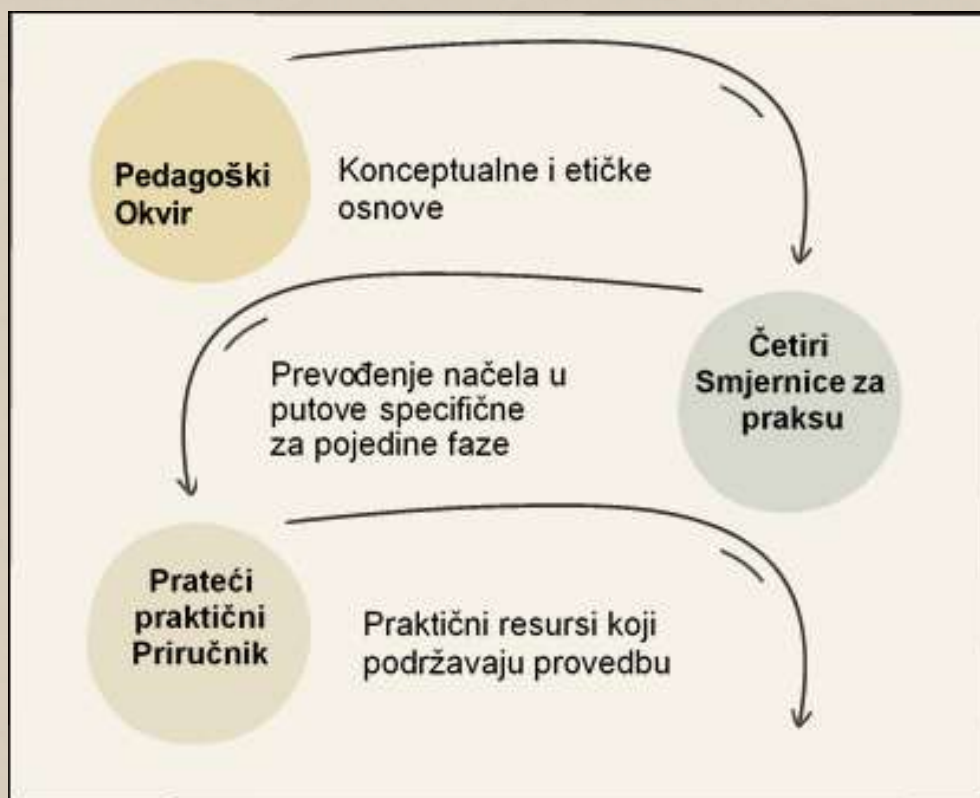 Pedagoški
Okvir
Konceptualne i etičke
osnove
Četiri
Smjernice za
praksu
Prevođenje načela u
putove specifične
za pojedine faze
Prateći
praktični
Priručnik
Praktični resursi koji
podržavaju provedbu